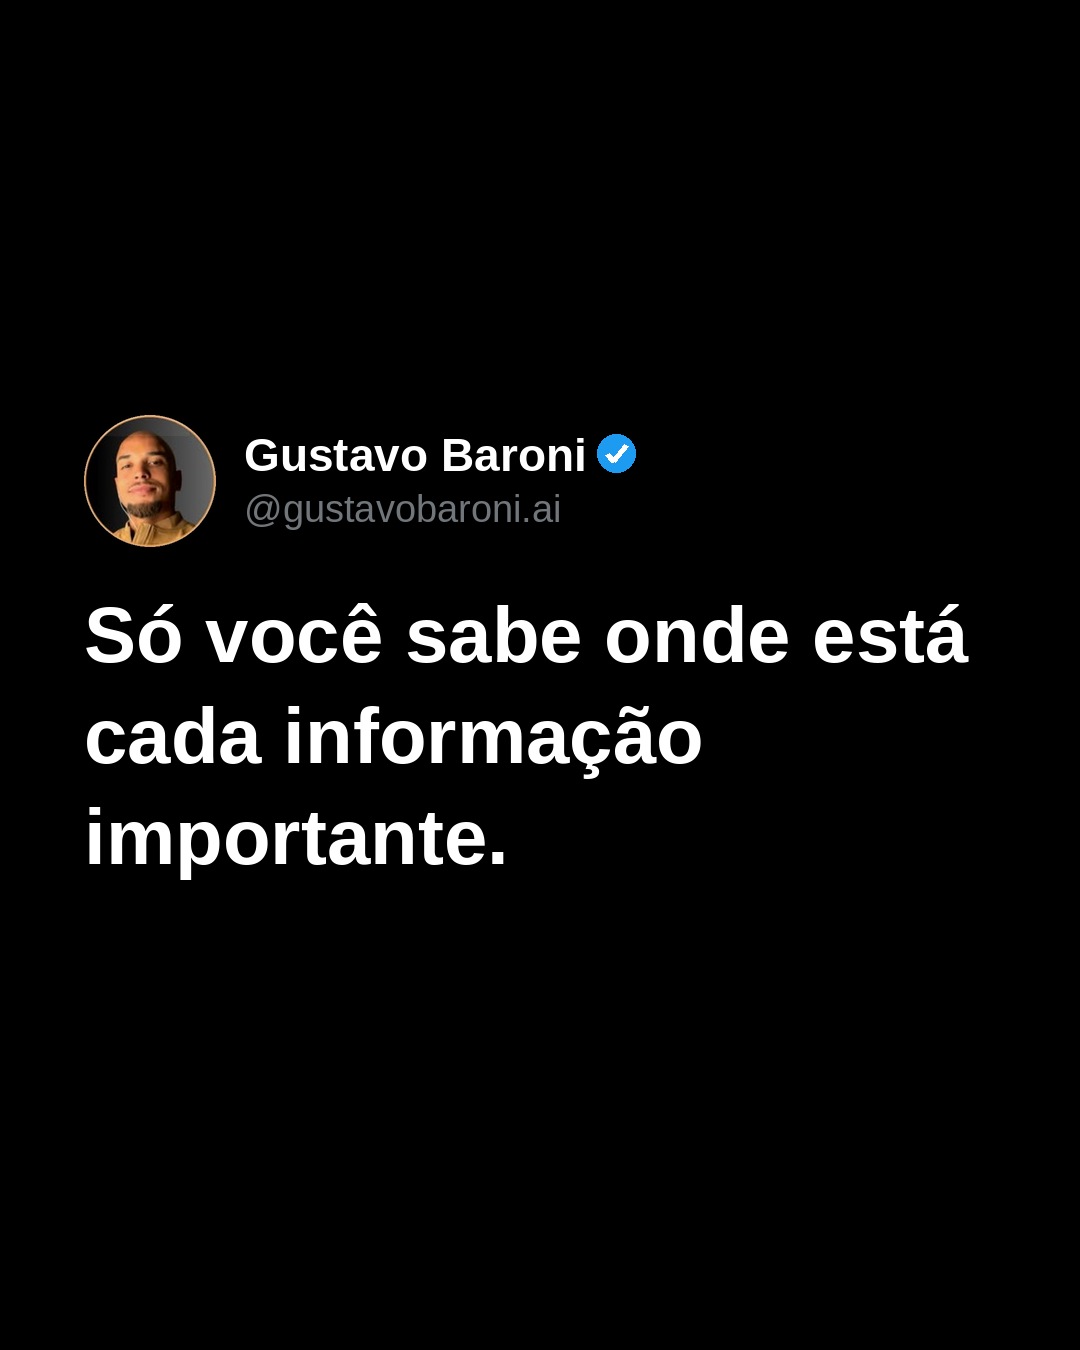 Gustavo Baroni
@gustavobaroni.ai
Só você sabe onde está
cada informação
importante.